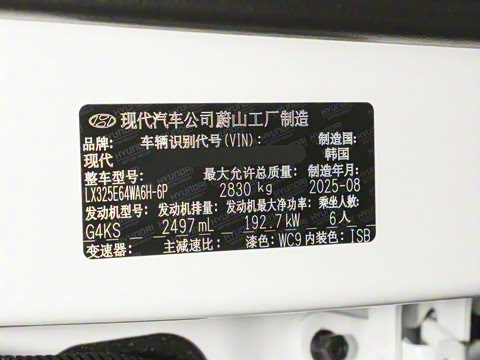 现代汽车公司蔚山工厂制造
品牌: 车辆识别代号(VIN): 制造国:
现代 韩国
整车型号: 最大允许总质量: 制造年月:
LX325E64WA6H-6P 2830 kg 2025-08
发动机型号: 发动机排量: 发动机最大净功率: 乘坐人数:
G4KS 2497 mL 192.7 kW 6 人
变速器: 主减速比: 漆色: WC9 内装色: ISB